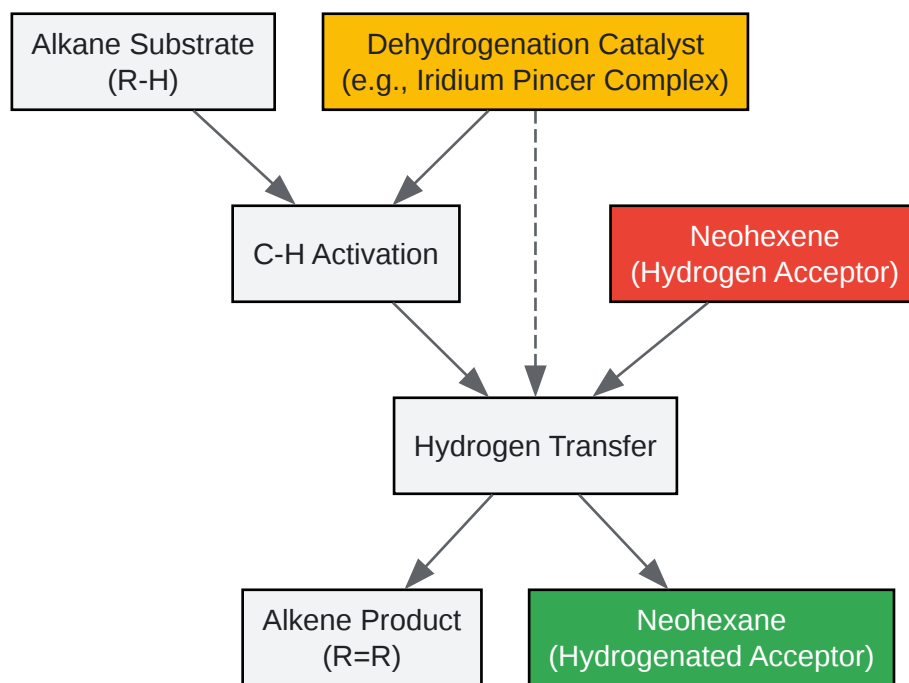 Alkane Substrate
(R-H)
Dehydrogenation Catalyst
(e.g., Iridium Pincer Complex)
C-H Activation
Neohexene
(Hydrogen Acceptor)
Hydrogen Transfer
Alkene Product
(R=R)
Neohexane
(Hydrogenated Acceptor)